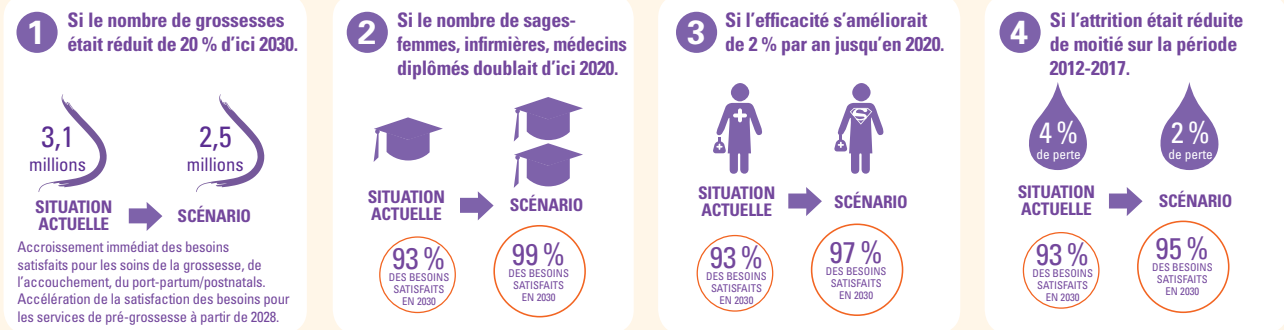 1
Si le nombre de grossesses
était réduit de 20 % d'ici 2030.
3,1
millions
2,5
millions
SITUATION
ACTUELLE
SCÉNARIO
Accroissement immédiat des besoins
satisfaits pour les soins de la grossesse, de
l'accouchement, du port-partum/postnatals.
Accélération de la satisfaction des besoins pour
les services de pré-grossesse à partir de 2028.
2
Si le nombre de sages-
femmes, infirmières, médecins
diplômés doublait d'ici 2020.
SITUATION
ACTUELLE
SCÉNARIO
93 %
DES BESOINS
SATISFAITS
EN 2030
99 %
DES BESOINS
SATISFAITS
EN 2030
3
Si l'efficacité s'améliorait
de 2 % par an jusqu'en 2020.
S
SITUATION
ACTUELLE
SCÉNARIO
93 %
DES BESOINS
SATISFAITS
EN 2030
97 %
DES BESOINS
SATISFAITS
EN 2030
4
Si l'attrition était réduite
de moitié sur la période
2012-2017.
4 %
de perte
2 %
de perte
SITUATION
ACTUELLE
SCÉNARIO
93 %
DES BESOINS
SATISFAITS
EN 2030
95 %
DES BESOINS
SATISFAITS
EN 2030